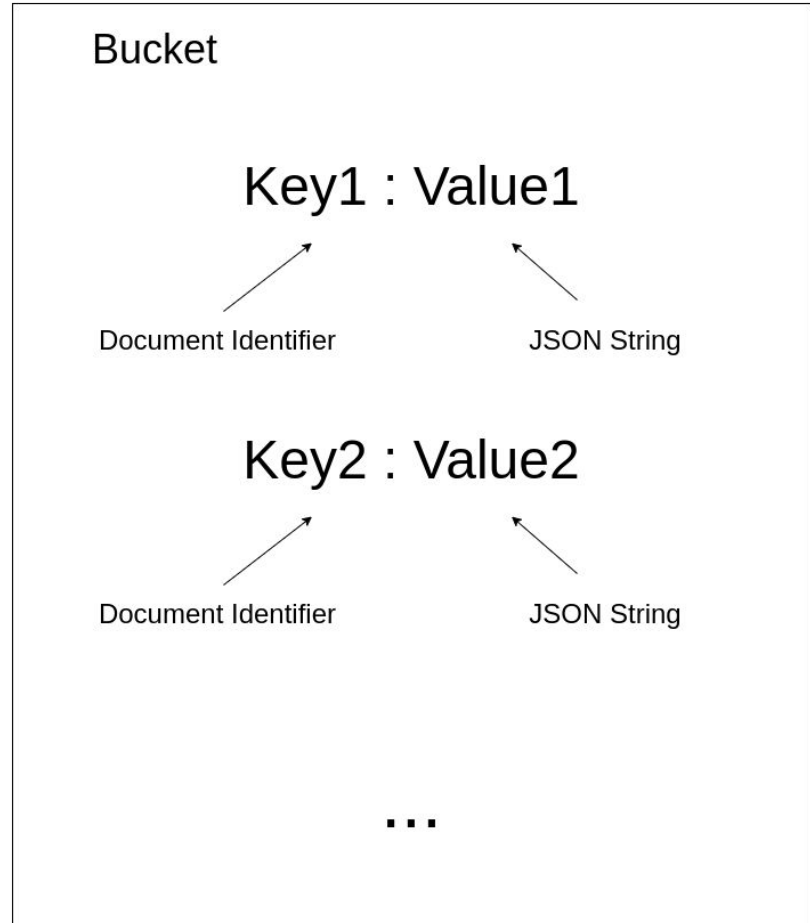 Bucket
Key1 : Value1
Document Identifier JSON String
Key2 : Value2
Document Identifier JSON String
...